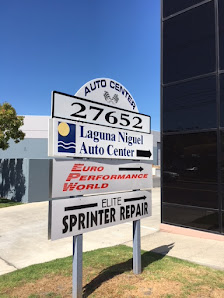 AUTO CENTER
27652
Laguna Niguel
Auto Center
EURO
PERFORMANCE
WORLD
ELITE
SPRINTER REPAIR